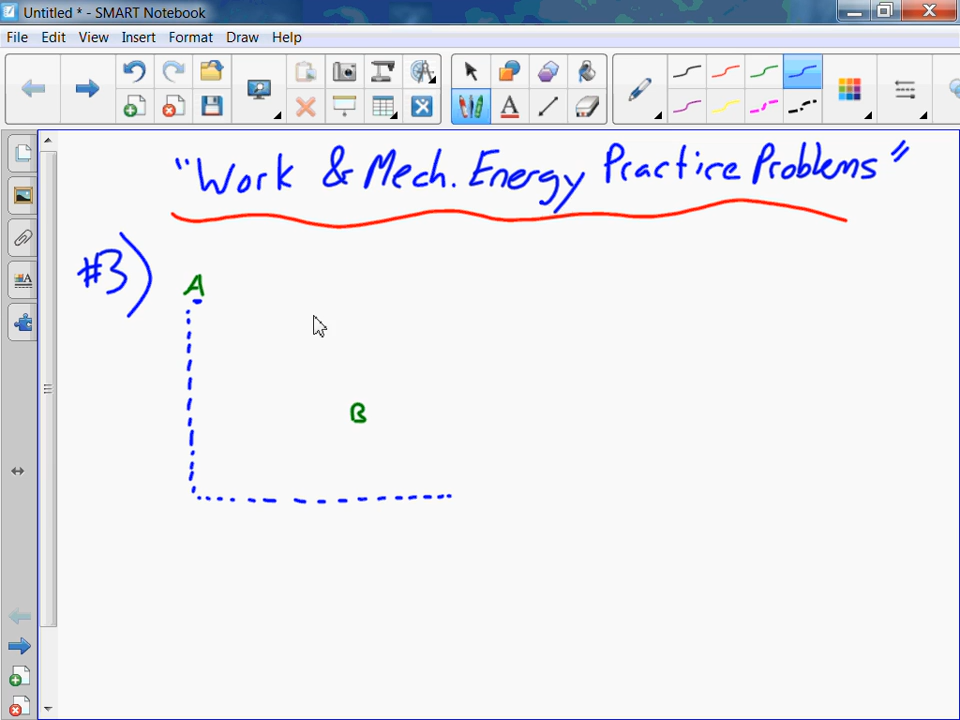 Untitled * - SMART Notebook
File Edit View Insert Format Draw Help
"Work & Mech. Energy Practice Problems"
#3)
A
B